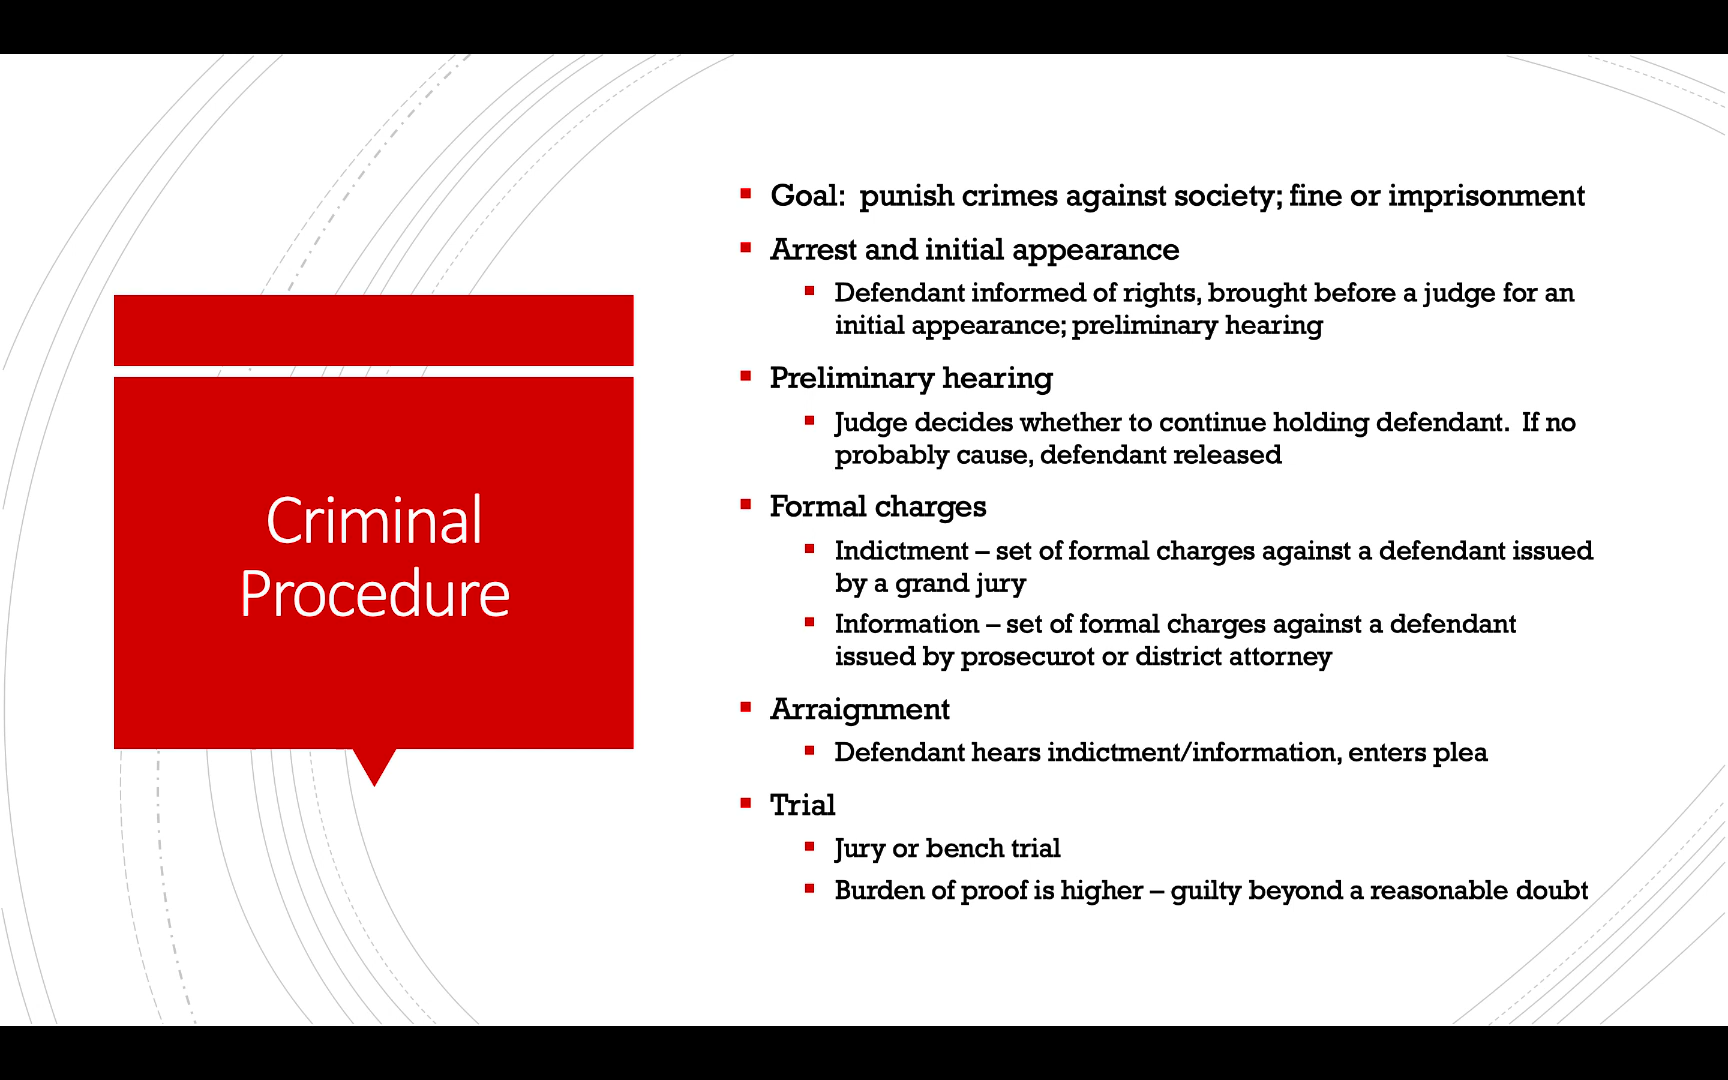 Criminal
Procedure
Goal:  punish crimes against society; fine or imprisonment
Arrest and initial appearance
Defendant informed of rights, brought before a judge for an
initial appearance; preliminary hearing
Preliminary hearing
Judge decides whether to continue holding defendant.  If no
probably cause, defendant released
Formal charges
Indictment – set of formal charges against a defendant issued
by a grand jury
Information – set of formal charges against a defendant
issued by prosecurot or district attorney
Arraignment
Defendant hears indictment/information, enters plea
Trial
Jury or bench trial
Burden of proof is higher – guilty beyond a reasonable doubt